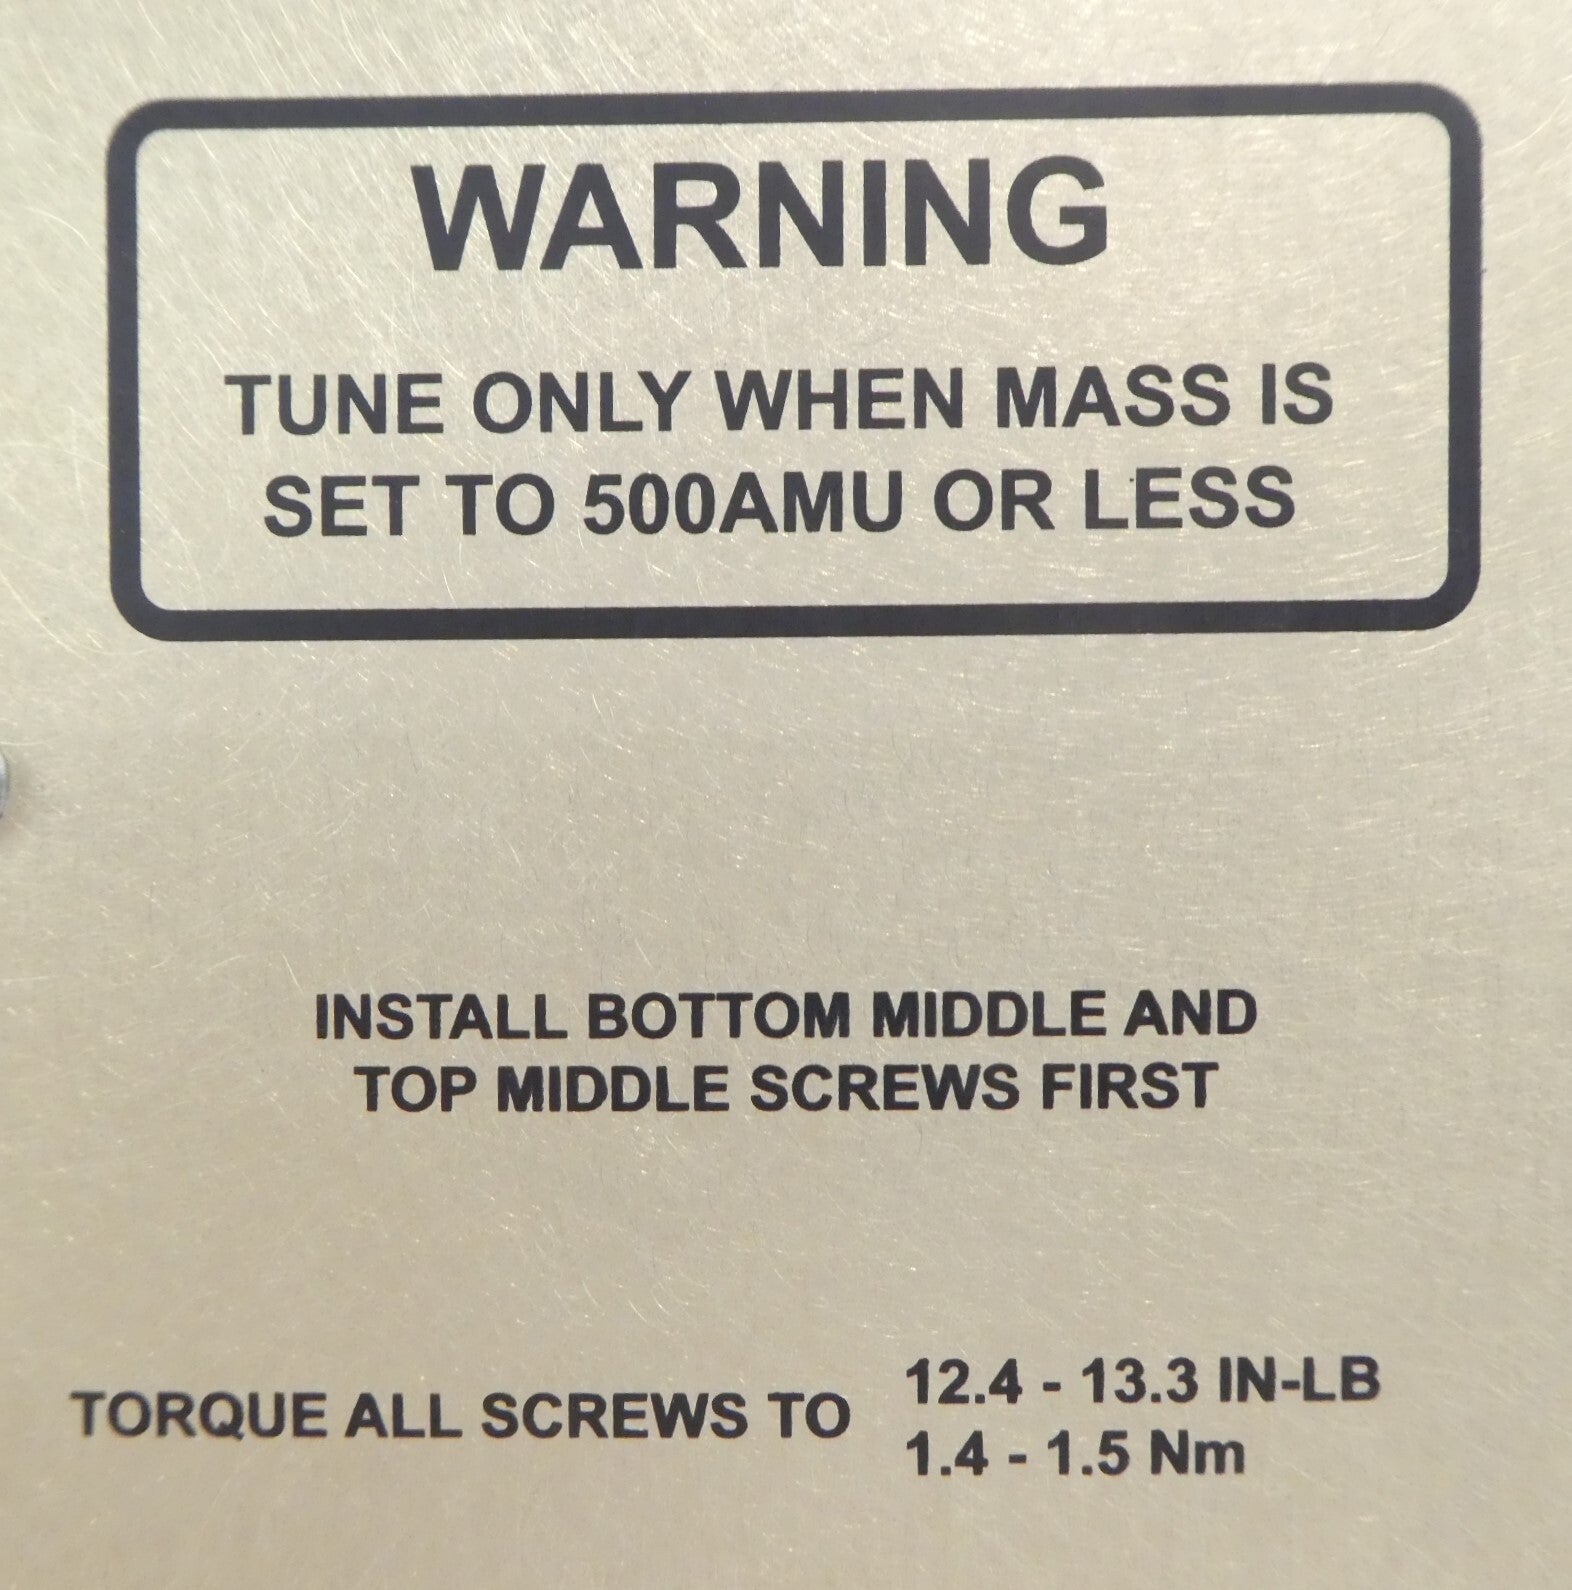 WARNING
TUNE ONLY WHEN MASS IS
SET TO 500AMU OR LESS
INSTALL BOTTOM MIDDLE AND
TOP MIDDLE SCREWS FIRST
TORQUE ALL SCREWS TO
12.4 - 13.3 IN-LB
1.4 - 1.5 Nm